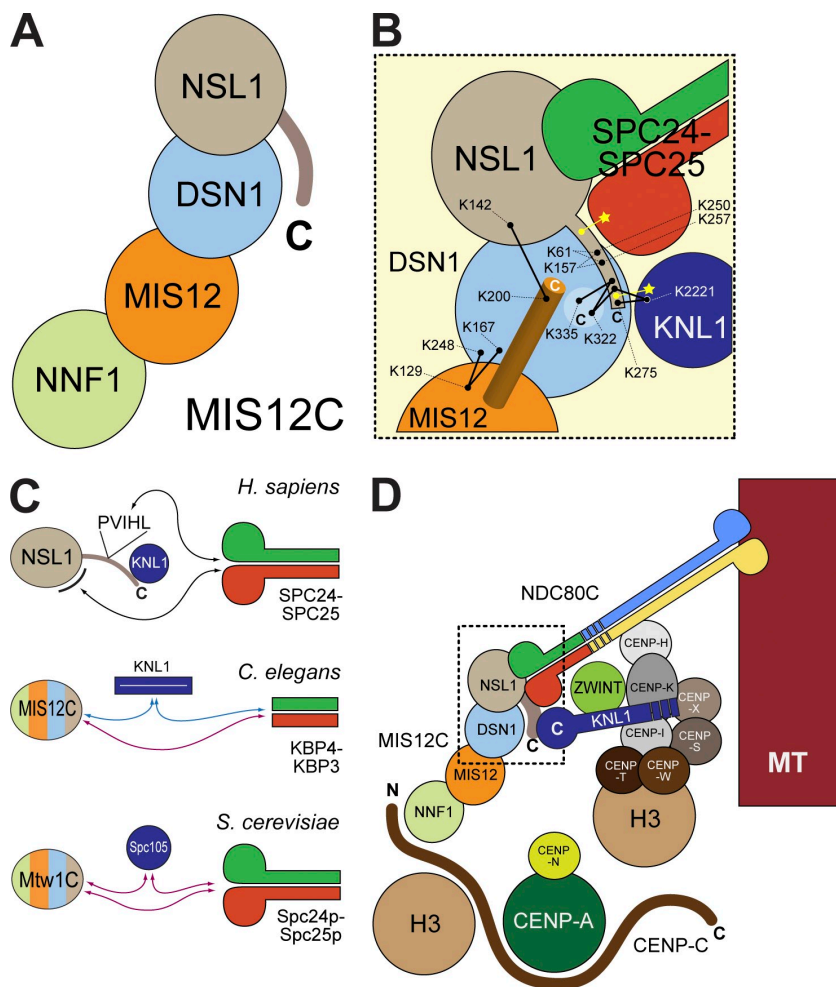 A
NSL1
DSN1
C
MIS12
NNF1
MIS12C
B
SPC24-
SPC25
NSL1
K142
K250
K257
K61
K157
DSN1
C
K200
K2221
KNL1
C
C
K335
K322
K275
K167
K248
K129
MIS12
C
H. sapiens
PVIHL
NSL1
KNL1
C
SPC24-
SPC25
C. elegans
KNL1
MIS12C
KBP4-
KBP3
S. cerevisiae
Spc105
Mtw1C
Spc24p-
Spc25p
D
NDC80C
CENP-H
NSL1
ZWINT
CENP-K
CENP
-X
DSN1
C
C
KNL1
CENP-I
CENP
-S
MIS12C
MIS12
CENP
-T
CENP
-W
MT
N
NNF1
H3
CENP
-N
H3
CENP-A
CENP-C
C